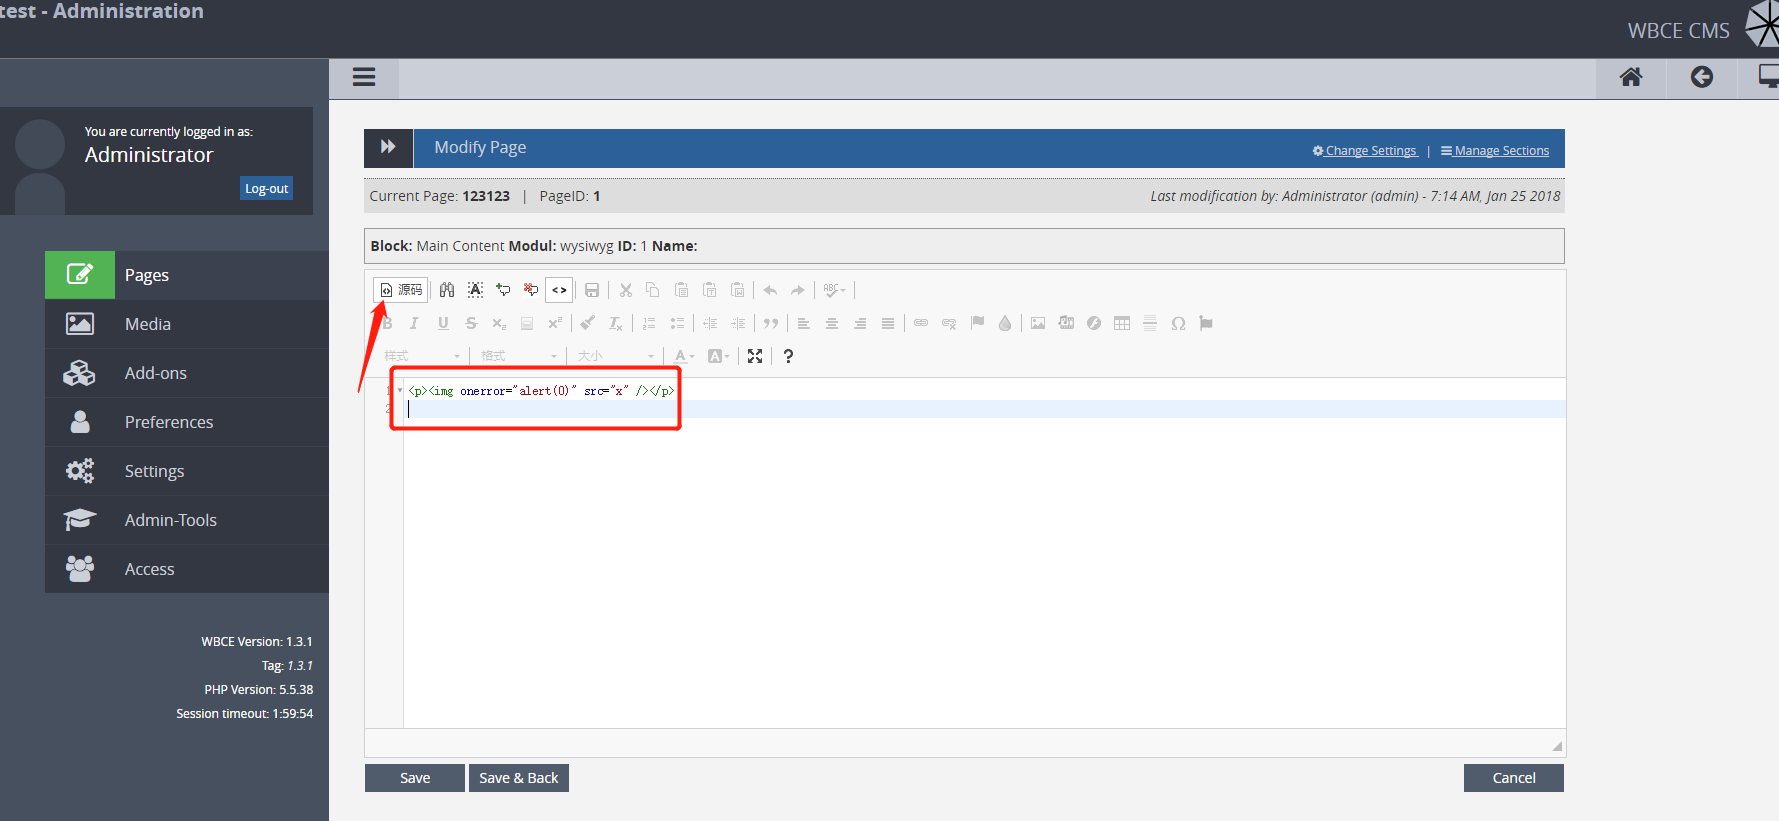 test - Administration
WBCE CMS
You are currently logged in as:
Administrator
Log-out
Modify Page
Change Settings | Manage Sections
Current Page: 123123 | PageID: 1
Last modification by: Administrator (admin) - 7:14 AM, Jan 25 2018
Block: Main Content Modul: wysiwyg ID: 1 Name:
Pages
Media
Add-ons
Preferences
Settings
Admin-Tools
Access
源码
样式
格式
大小
1 <p><img onerror="alert(0)" src="x" /></p>
2
WBCE Version: 1.3.1
Tag: 1.3.1
PHP Version: 5.5.38
Session timeout: 1:59:54
Save
Save & Back
Cancel